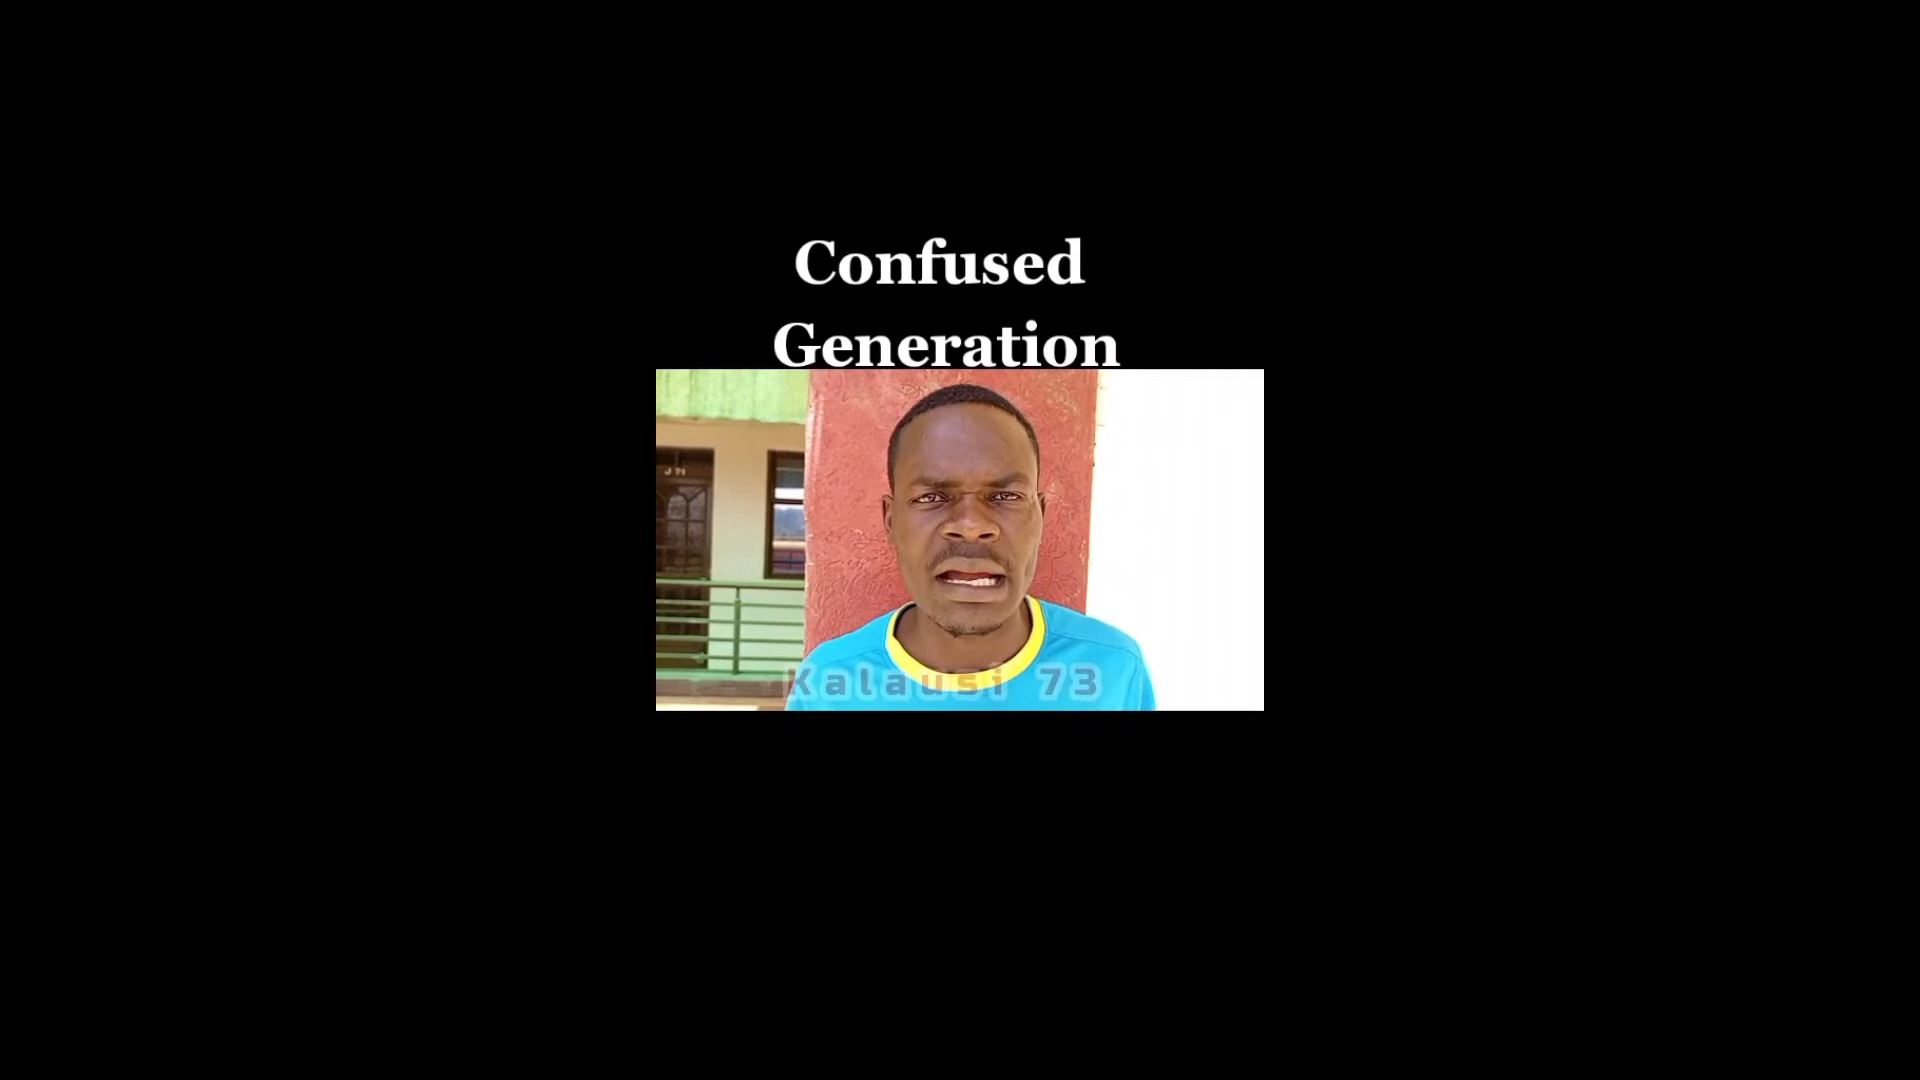 Confused
Generation
Kalausi 73